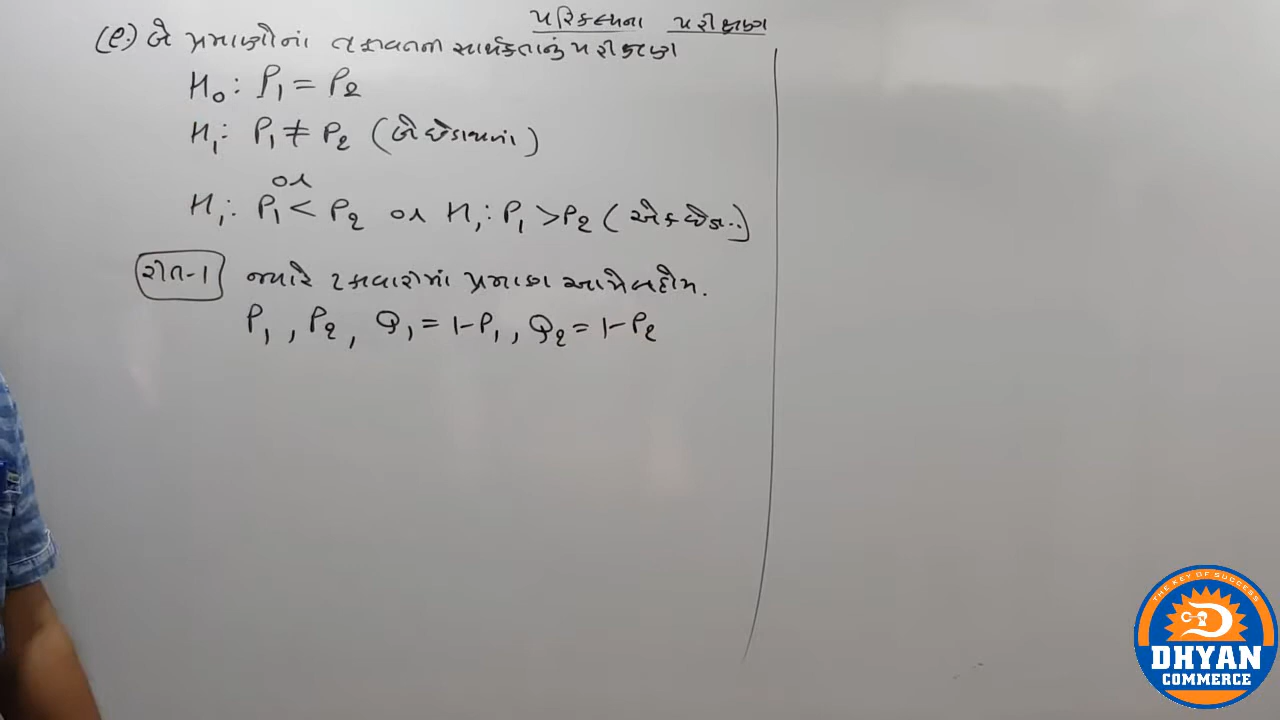 પરિકલ્પના પરીક્ષણ
(૯) બે પ્રમાણોનાં તફાવતની સાર્થકતાનું પરીક્ષણ
H₀: P₁ = P₂
H₁: P₁ ≠ P₂ (બે છેડાવાળાં)
or
H₁: P₁ < P₂ or H₁: P₁ > P₂ (એક છેડા..)
રીત-1 જ્યારે ટકાવારીમાં પ્રમાણ આપેલ હોય.
P₁, P₂, Q₁ = 1-P₁, Q₂ = 1-P₂
THE KEY OF SUCCESS
DHYAN
COMMERCE